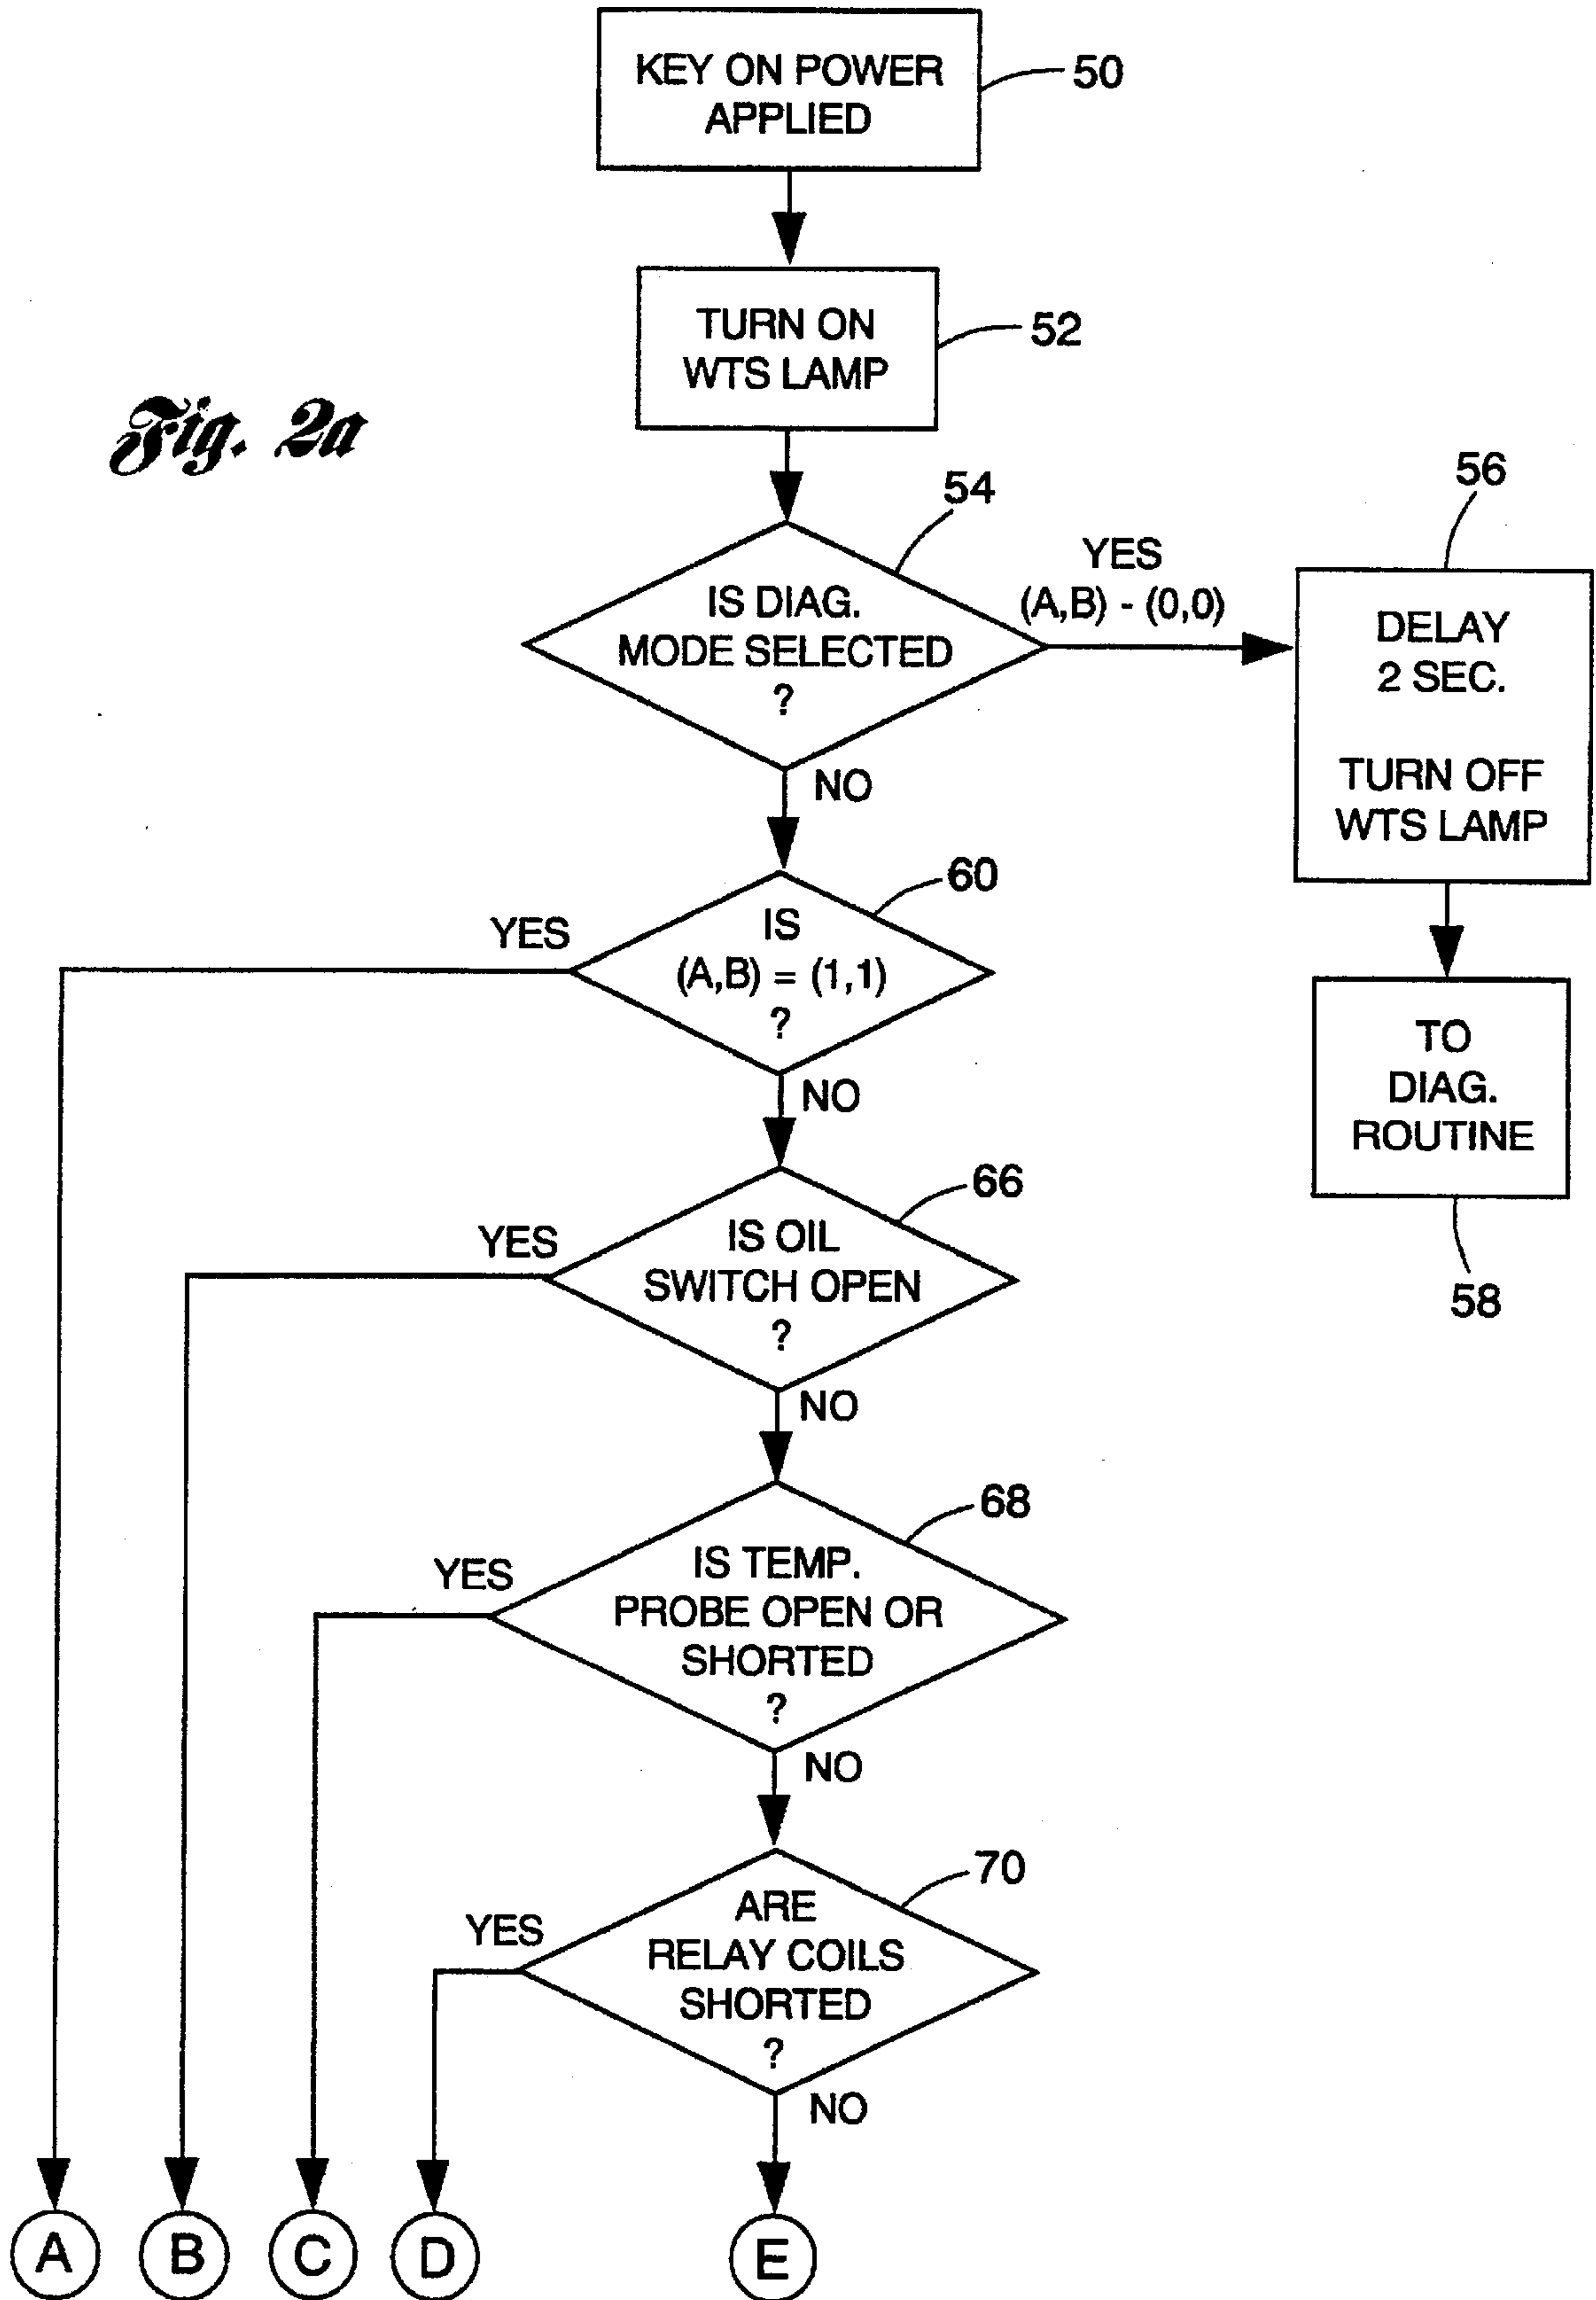 KEY ON POWER
APPLIED
50
TURN ON
WTS LAMP
52
Fig. 2a
54
IS DIAG.
MODE SELECTED
?
YES
(A,B) - (0,0)
56
DELAY
2 SEC.
TURN OFF
WTS LAMP
NO
60
YES
IS
(A,B) = (1,1)
?
TO
DIAG.
ROUTINE
58
NO
66
YES
IS OIL
SWITCH OPEN
?
NO
68
YES
IS TEMP.
PROBE OPEN OR
SHORTED
?
NO
70
YES
ARE
RELAY COILS
SHORTED
?
NO
A
B
C
D
E